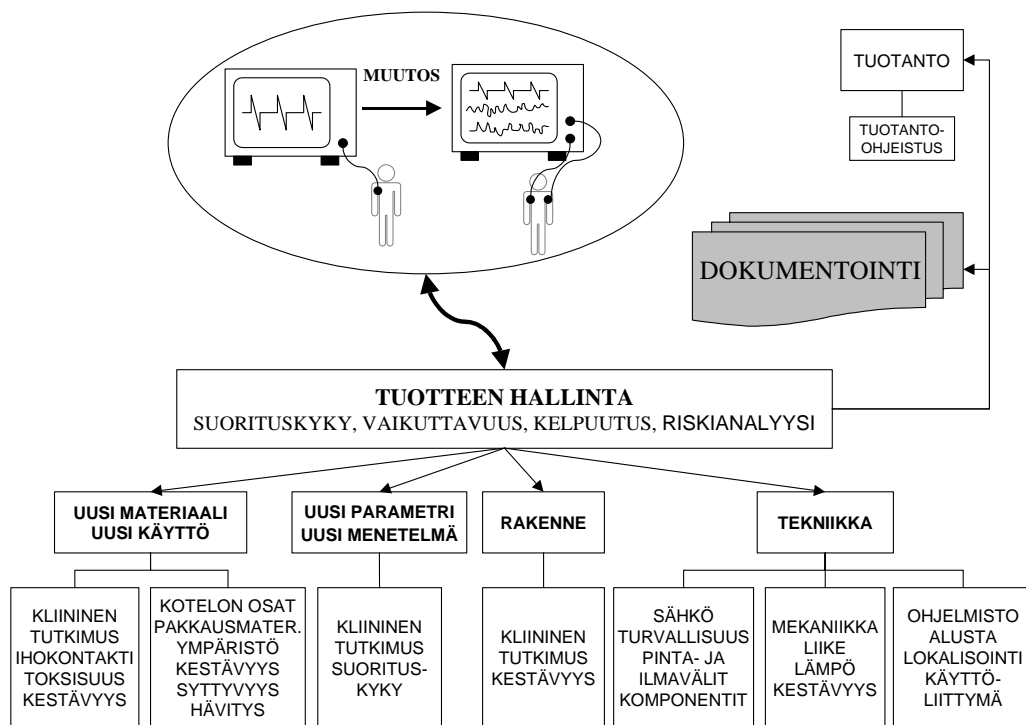 MUUTOS
TUOTANTO
TUOTANTO-
OHJEISTUS
DOKUMENTOINTI
TUOTTEEN HALLINTA
SUORITUSKYKY, VAIKUTTAVUUS, KELPUUTUS, RISKIANALYYSI
UUSI MATERIAALI
UUSI KÄYTTÖ
UUSI PARAMETRI
UUSI MENETELMÄ
RAKENNE
TEKNIIKKA
KLIININEN
TUTKIMUS
IHOKONTAKTI
TOKSISUUS
KESTÄVYYS
KOTELON OSAT
PAKKAUSMATER.
YMPÄRISTÖ
KESTÄVYYS
SYTTYVYYS
HÄVITYS
KLIININEN
TUTKIMUS
SUORITUS-
KYKY
KLIININEN
TUTKIMUS
KESTÄVYYS
SÄHKÖ
TURVALLISUUS
PINTA- JA
ILMAVÄLIT
KOMPONENTIT
MEKANIIKKA
LIIKE
LÄMPÖ
KESTÄVYYS
OHJELMISTO
ALUSTA
LOKALISOINTI
KÄYTTÖ-
LIITTYMÄ